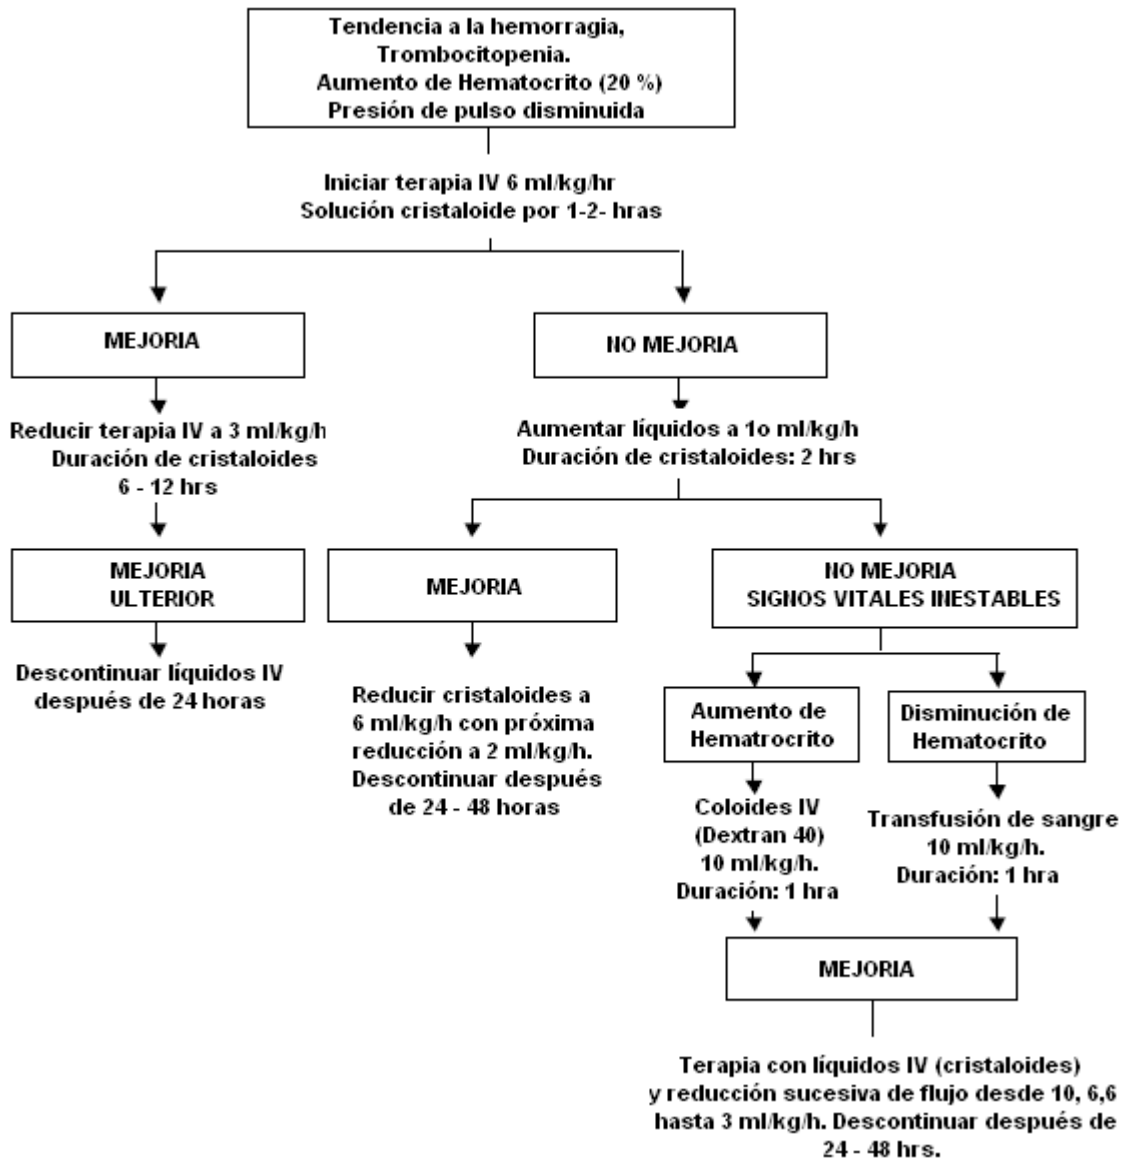 Tendencia a la hemorragia,
Trombocitopenia.
Aumento de Hematocrito (20 %)
Presión de pulso disminuida
Iniciar terapia IV 6 ml/kg/hr
Solución cristaloide por 1-2- hras
MEJORIA
NO MEJORIA
Reducir terapia IV a 3 ml/kg/h
Duración de cristaloides
6 - 12 hrs
Aumentar líquidos a 1o ml/kg/h
Duración de cristaloides: 2 hrs
MEJORIA
ULTERIOR
MEJORIA
NO MEJORIA
SIGNOS VITALES INESTABLES
Descontinuar líquidos IV
después de 24 horas
Reducir cristaloides a
6 ml/kg/h con próxima
reducción a 2 ml/kg/h.
Descontinuar después
de 24 - 48 horas
Aumento de
Hematrocrito
Disminución de
Hematocrito
Coloides IV
(Dextran 40)
10 ml/kg/h.
Duración: 1 hra
Transfusión de sangre
10 ml/kg/h.
Duración: 1 hra
MEJORIA
Terapia con líquidos IV (cristaloides)
y reducción sucesiva de flujo desde 10, 6,6
hasta 3 ml/kg/h. Descontinuar después de
24 - 48 hrs.